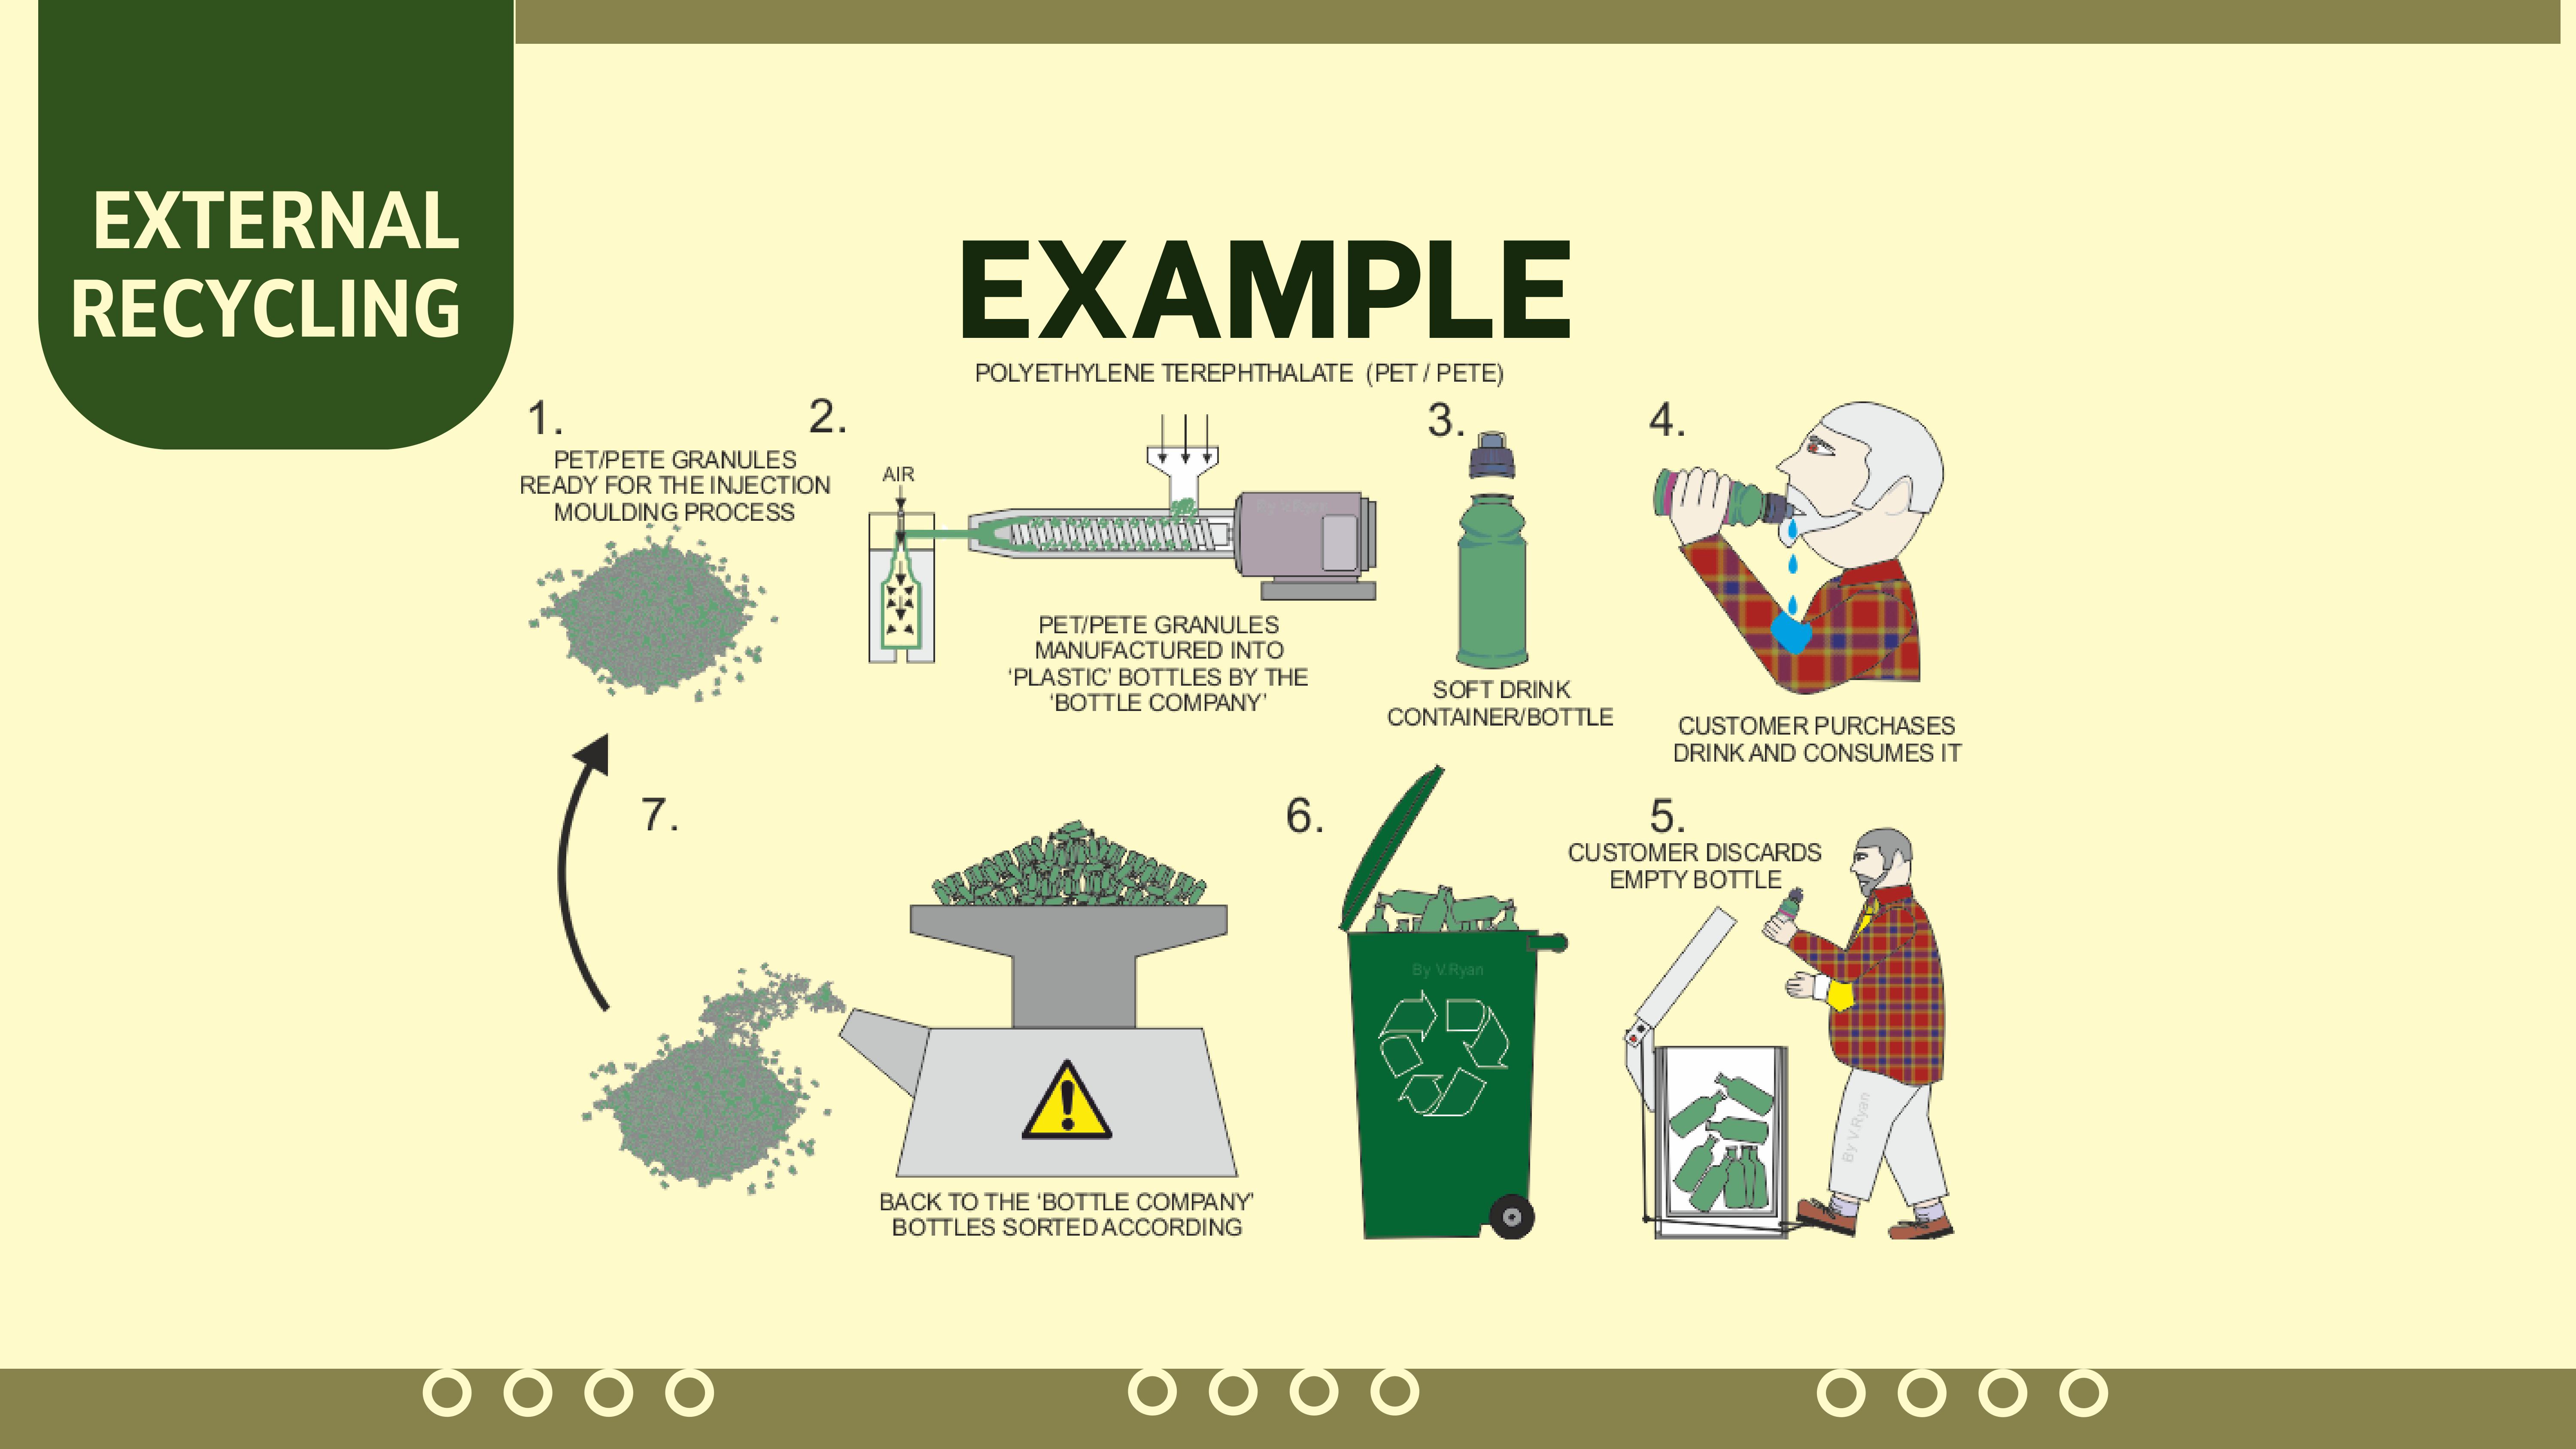 EXTERNAL
RECYCLING
EXAMPLE
POLYETHYLENE TEREPHTHALATE (PET / PETE)
1.
PET/PETE GRANULES
READY FOR THE INJECTION
MOULDING PROCESS
2.
AIR
PET/PETE GRANULES
MANUFACTURED INTO
‘PLASTIC’ BOTTLES BY THE
‘BOTTLE COMPANY’
3.
SOFT DRINK
CONTAINER/BOTTLE
4.
CUSTOMER PURCHASES
DRINK AND CONSUMES IT
5.
CUSTOMER DISCARDS
EMPTY BOTTLE
By V.Ryan
6.
By V.Ryan
7.
BACK TO THE ‘BOTTLE COMPANY’
BOTTLES SORTED ACCORDING